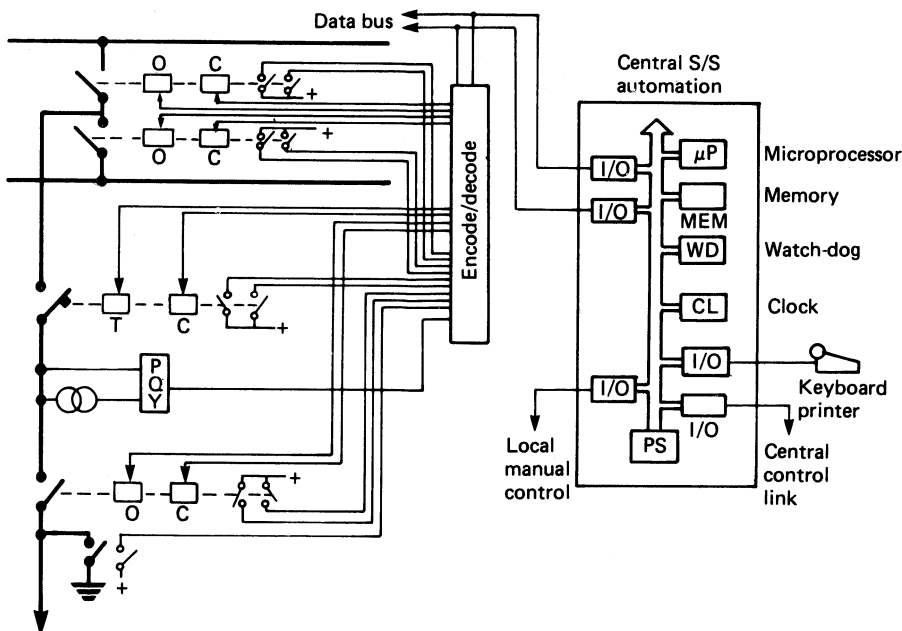 Data bus
O
C
+
O
C
+
Encode/decode
T
C
+
P
Q
Y
O
C
+
+
Central S/S
automation
I/O
μP
Microprocessor
I/O
MEM
Memory
WD
Watch-dog
CL
Clock
I/O
I/O
Keyboard
printer
I/O
PS
Local
manual
control
Central
control
link